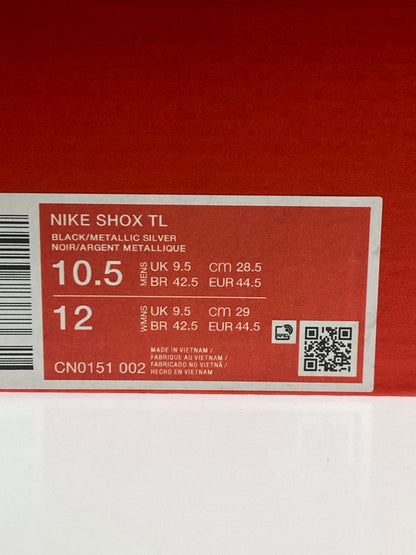 NIKE SHOX TL
BLACK/METALLIC SILVER
NOIR/ARGENT METALLIQUE
10.5 MENS UK 9.5 cm 28.5
BR 42.5 EUR 44.5
12 WMNS UK 9.5 cm 29
BR 42.5 EUR 44.5
MADE IN VIETNAM /
FABRIQUE AU VIETNAM /
FABRICADO NO VIETNÃ /
CN0151 002 HECHO EN VIETNAM